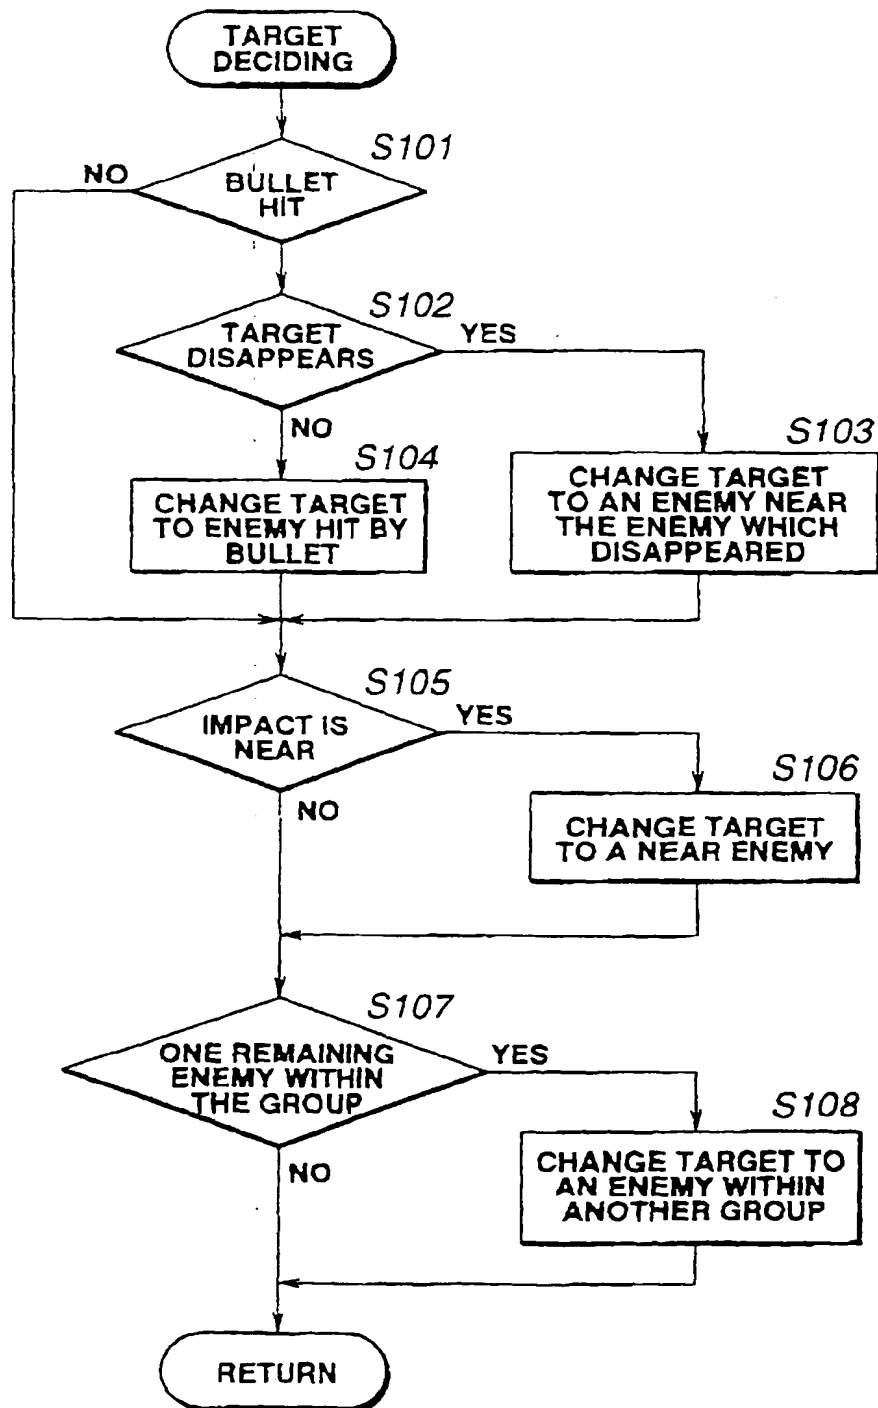 TARGET
DECIDING
S101
NO
BULLET
HIT
S102
TARGET
DISAPPEARS
YES
NO
S103
CHANGE TARGET
TO AN ENEMY NEAR
THE ENEMY WHICH
DISAPPEARED
S104
CHANGE TARGET
TO ENEMY HIT BY
BULLET
S105
IMPACT IS
NEAR
YES
NO
S106
CHANGE TARGET
TO A NEAR ENEMY
S107
ONE REMAINING
ENEMY WITHIN
THE GROUP
YES
NO
S108
CHANGE TARGET TO
AN ENEMY WITHIN
ANOTHER GROUP
RETURN